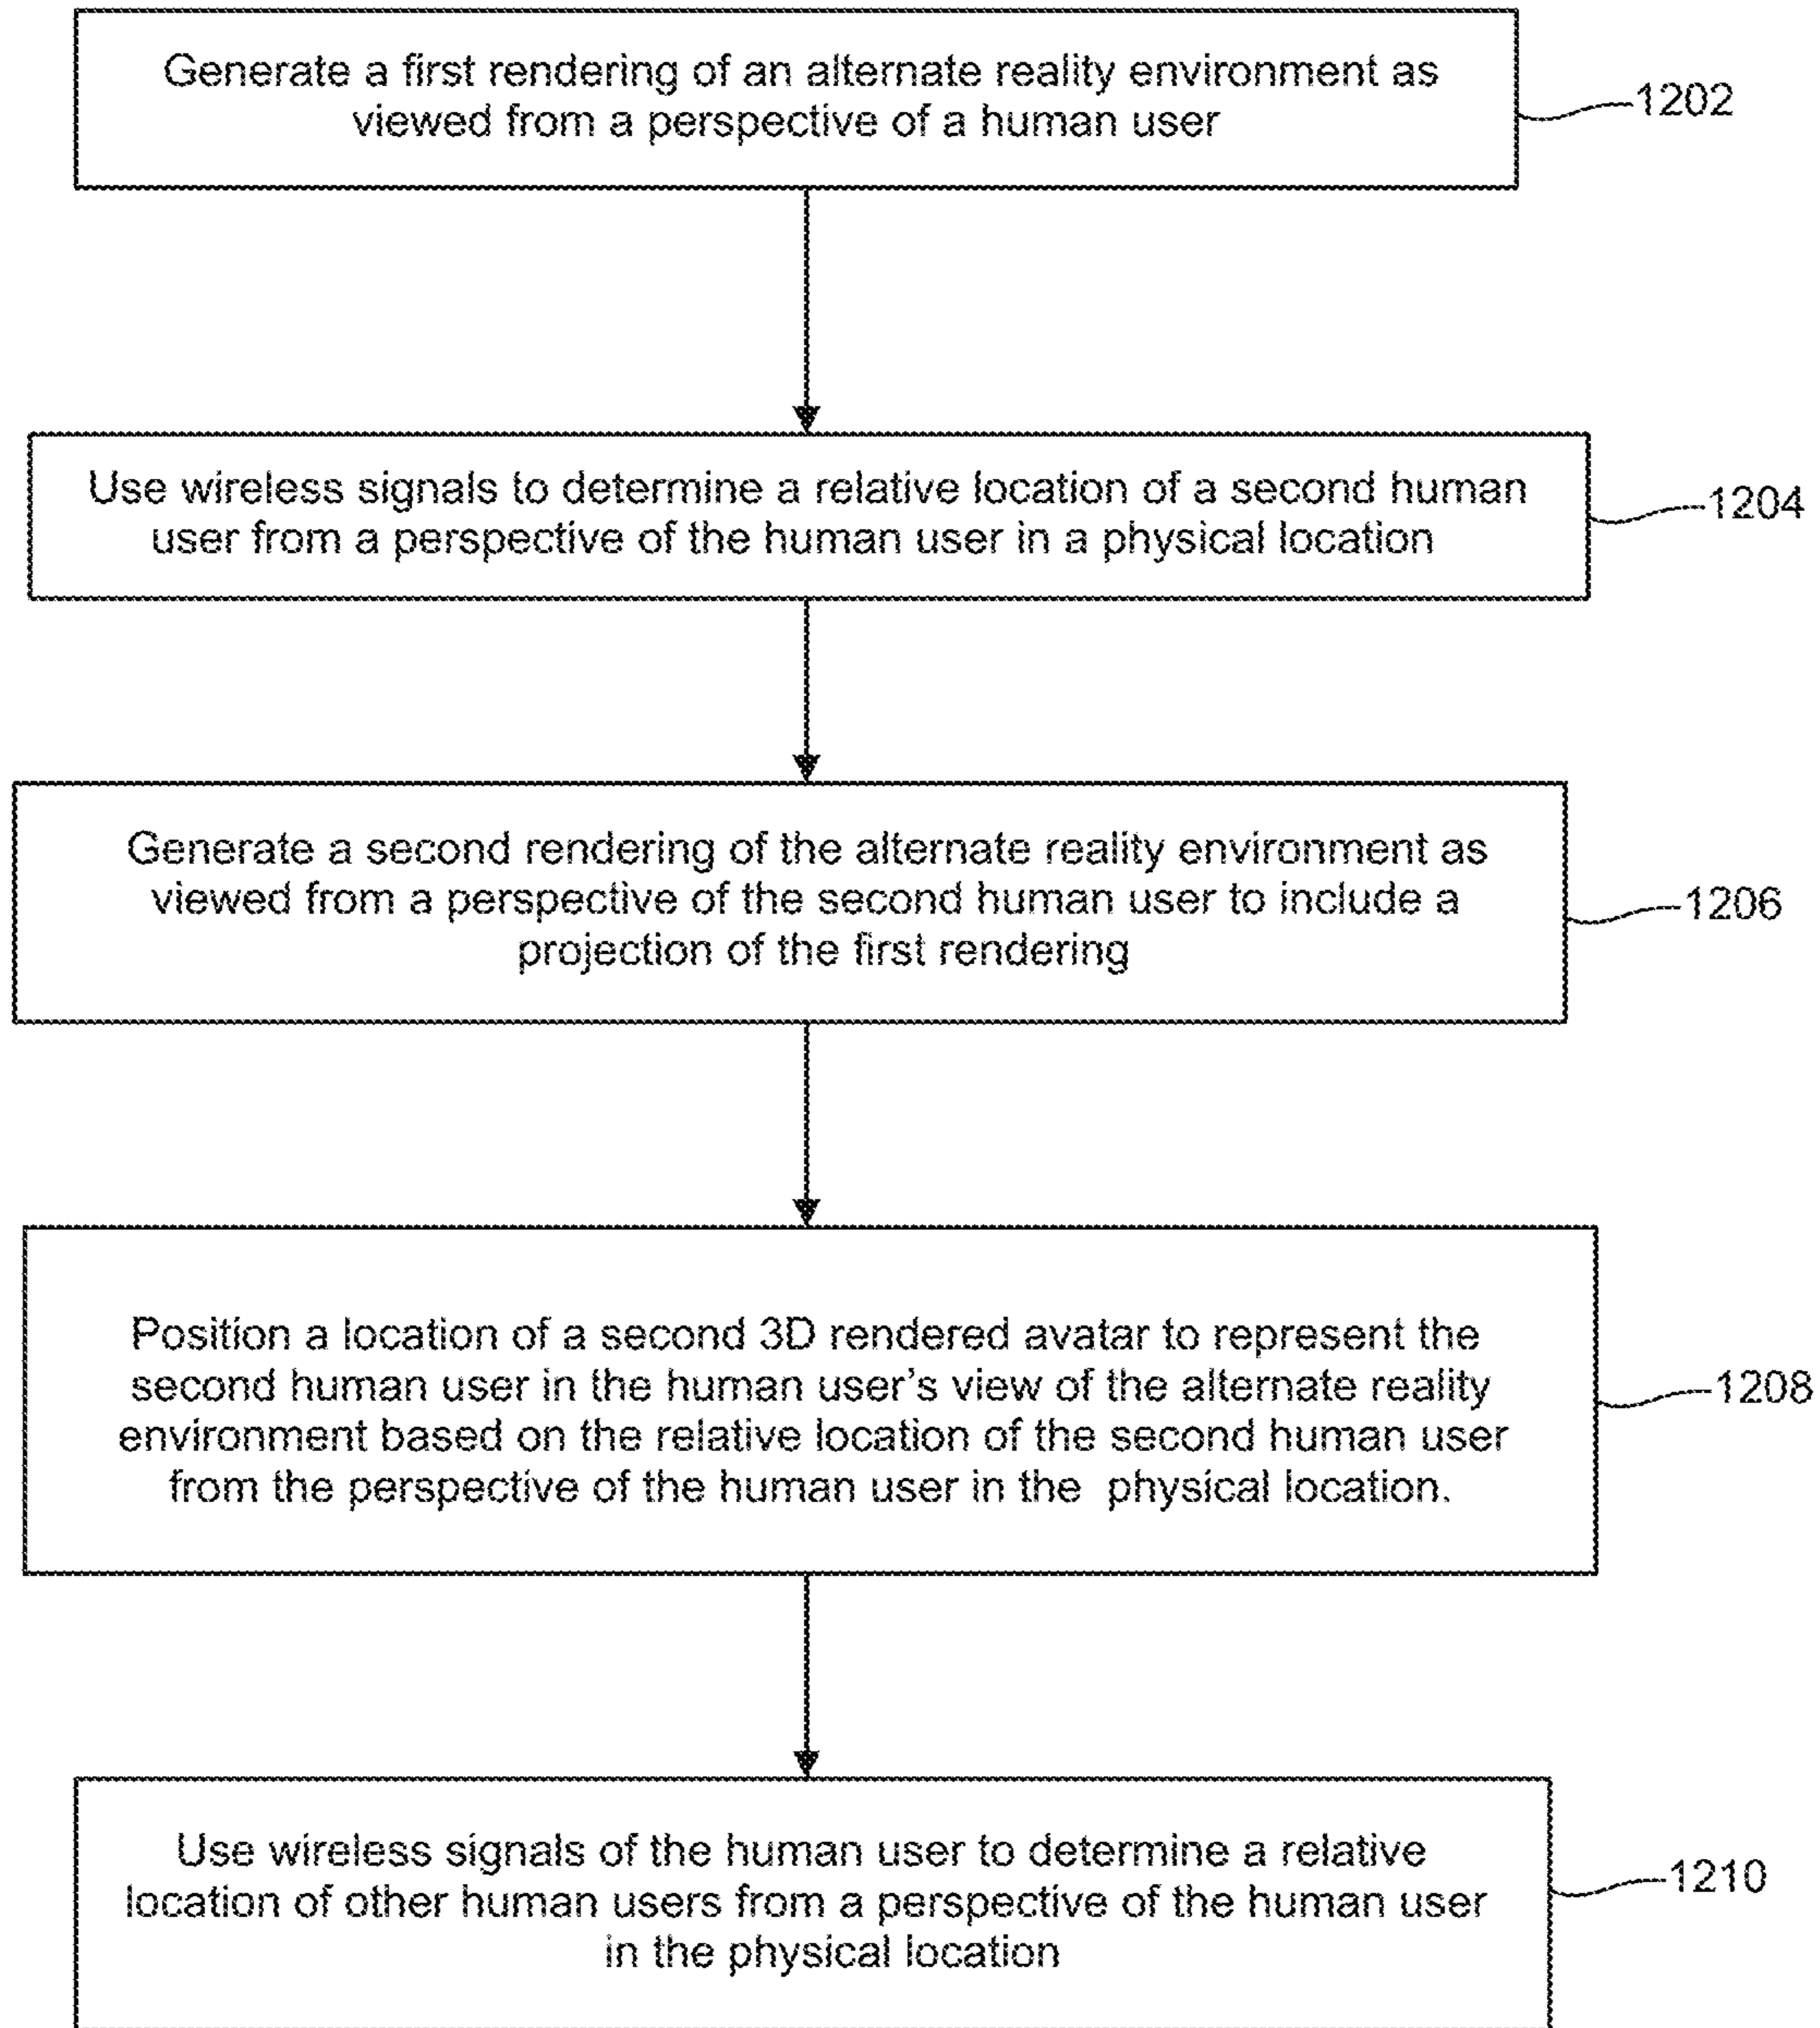 Generate a first rendering of an alternate reality environment as
viewed from a perspective of a human user
1202
Use wireless signals to determine a relative location of a second human
user from a perspective of the human user in a physical location
1204
Generate a second rendering of the alternate reality environment as
viewed from a perspective of the second human user to include a
projection of the first rendering
1206
Position a location of a second 3D rendered avatar to represent the
second human user in the human user's view of the alternate reality
environment based on the relative location of the second human user
from the perspective of the human user in the physical location.
1208
Use wireless signals of the human user to determine a relative
location of other human users from a perspective of the human user
in the physical location
1210